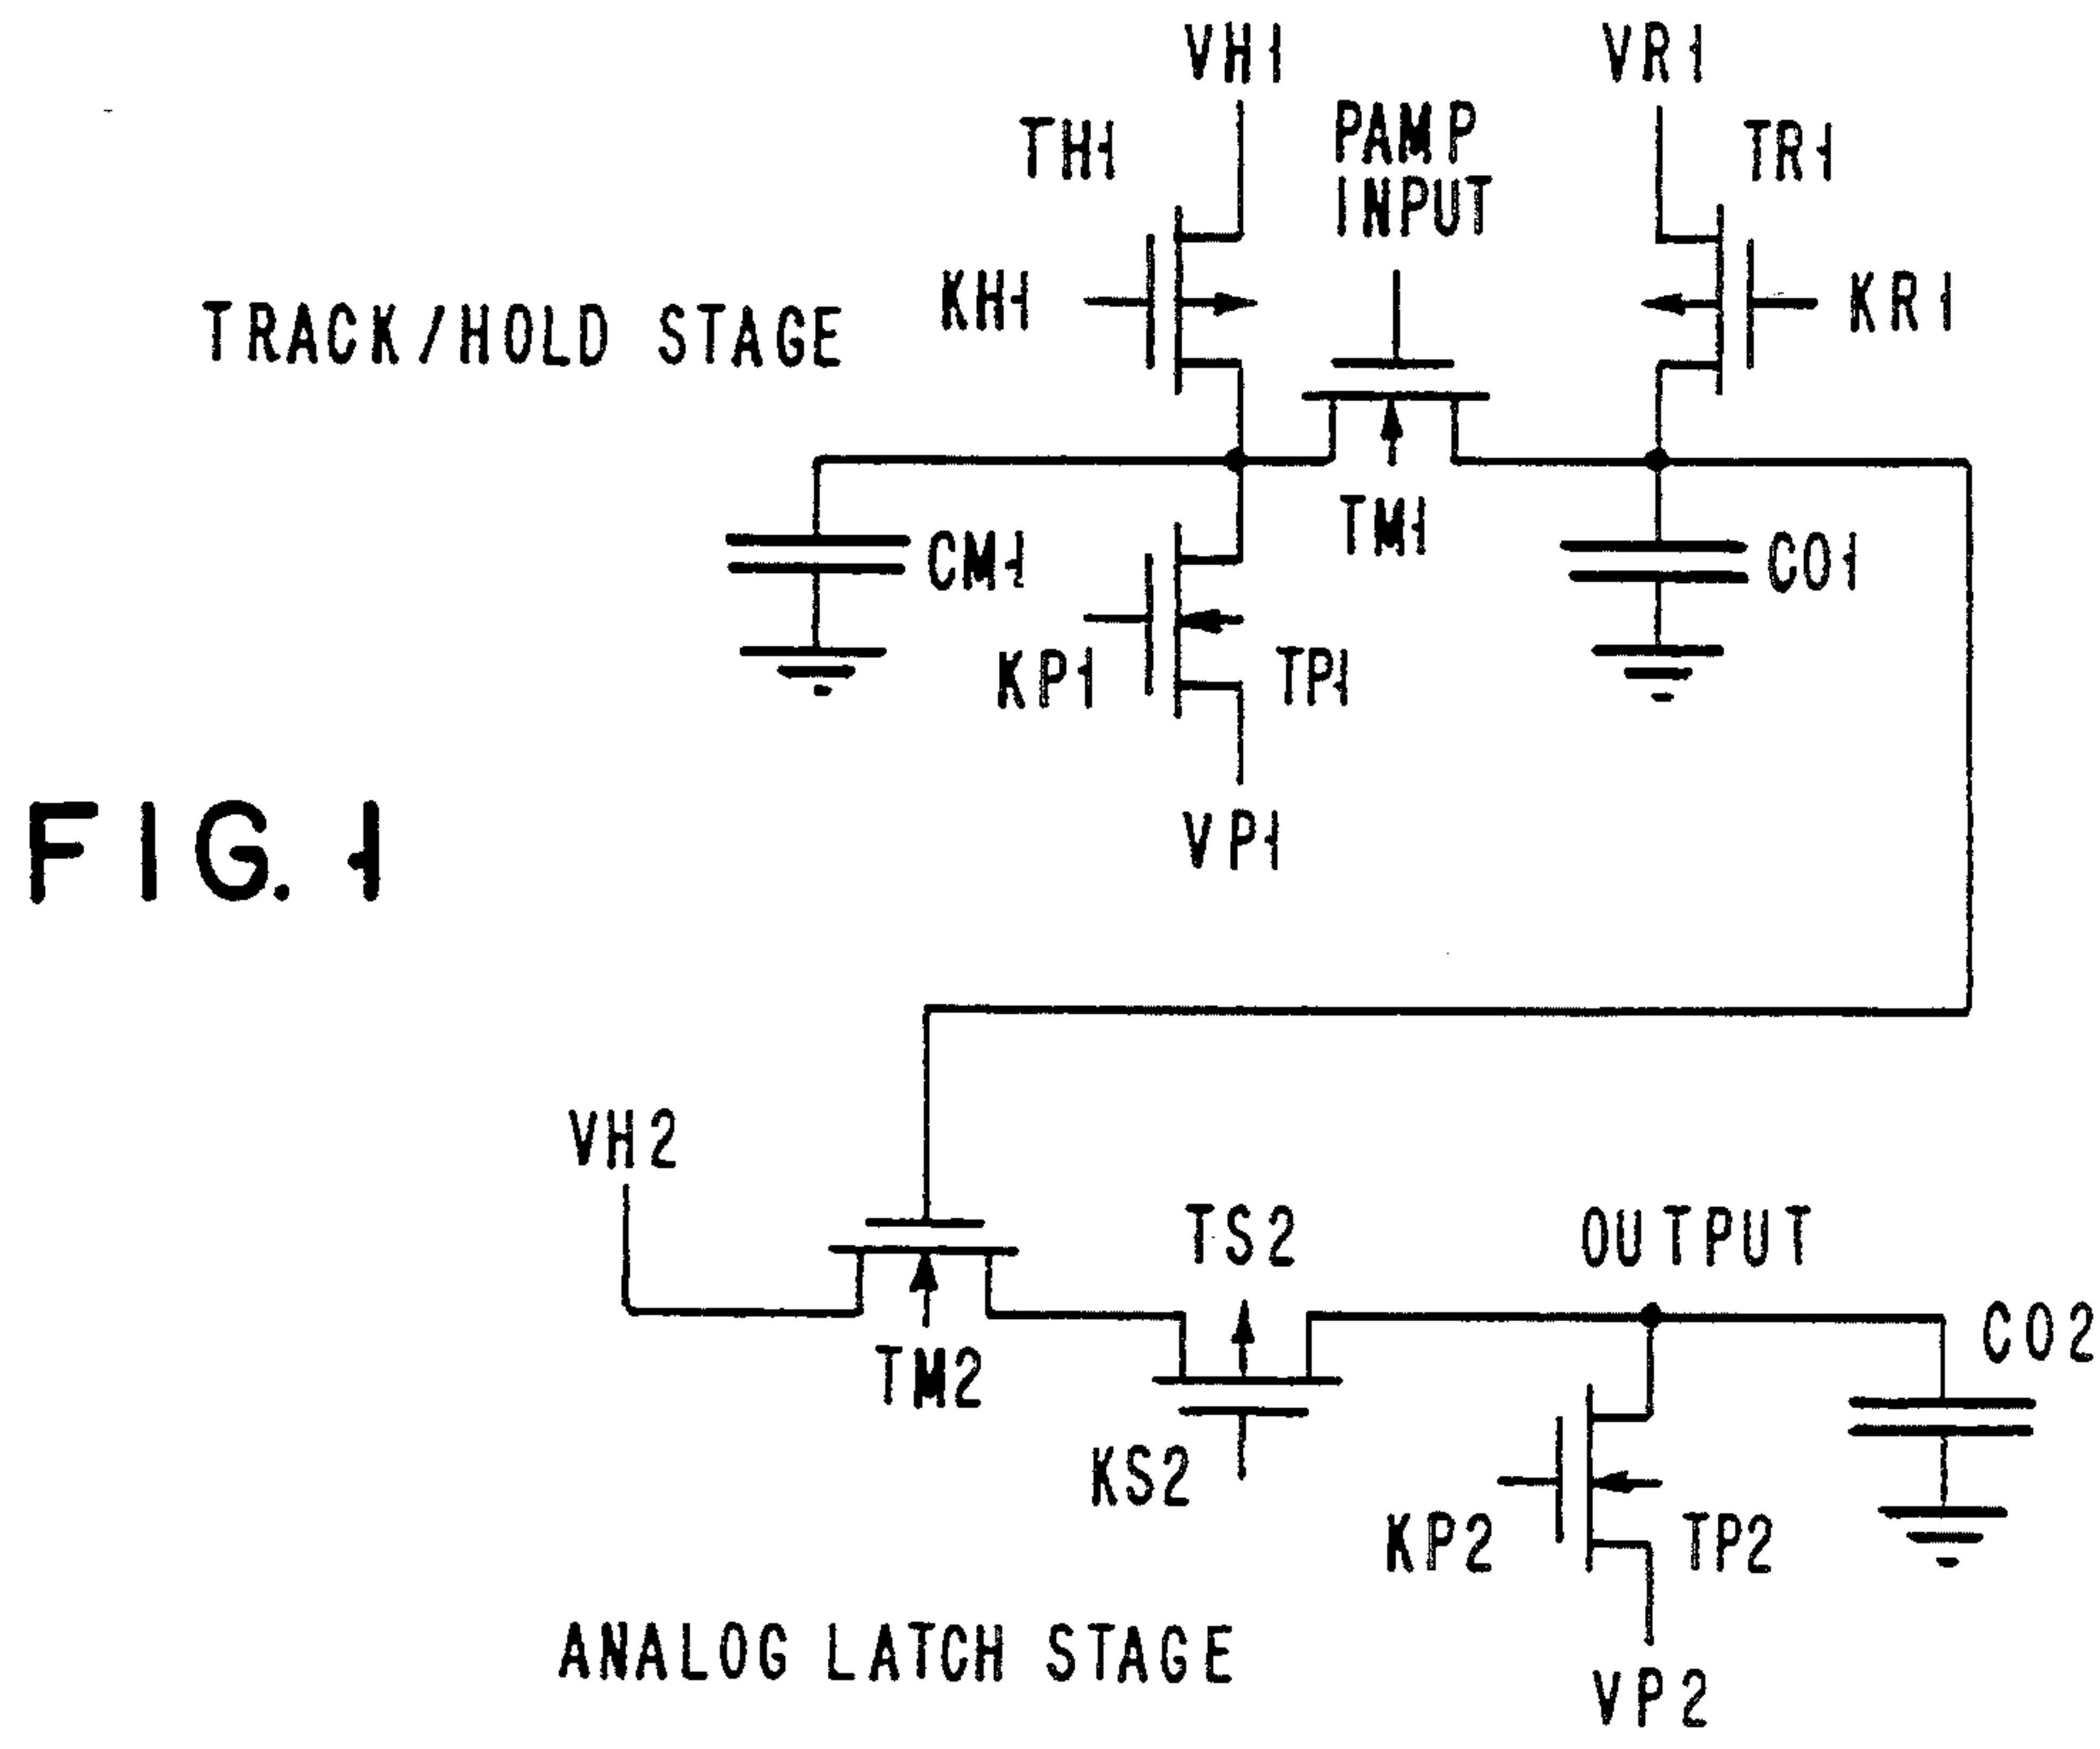 VH1
VR1
TH1
PAMP
INPUT
TR1
KH1
KR1
TRACK/HOLD STAGE
TM1
CM1
CO1
KP1
TP1
VP1
FIG. 1
VH2
TS2
OUTPUT
CO2
TM2
KS2
KP2
TP2
ANALOG LATCH STAGE
VP2